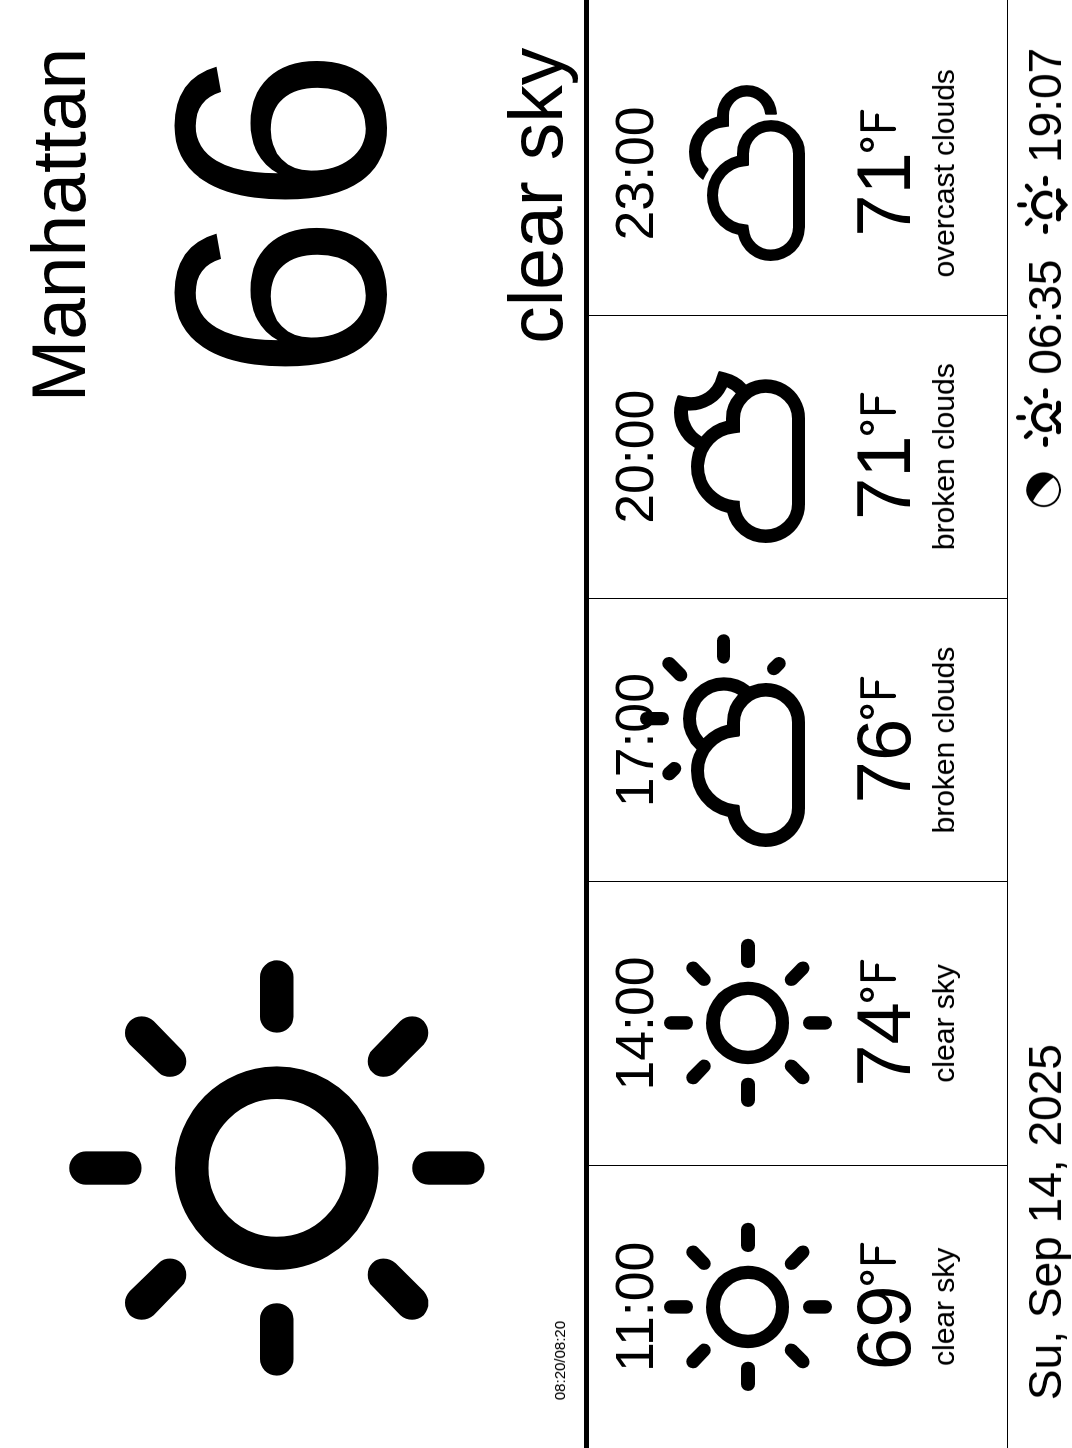 Manhattan
66
clear sky
08:20/08:20
11:00
69°F
clear sky
14:00
74°F
clear sky
17:00
76°F
broken clouds
20:00
71°F
broken clouds
23:00
71°F
overcast clouds
Su, Sep 14, 2025
06:35
19:07